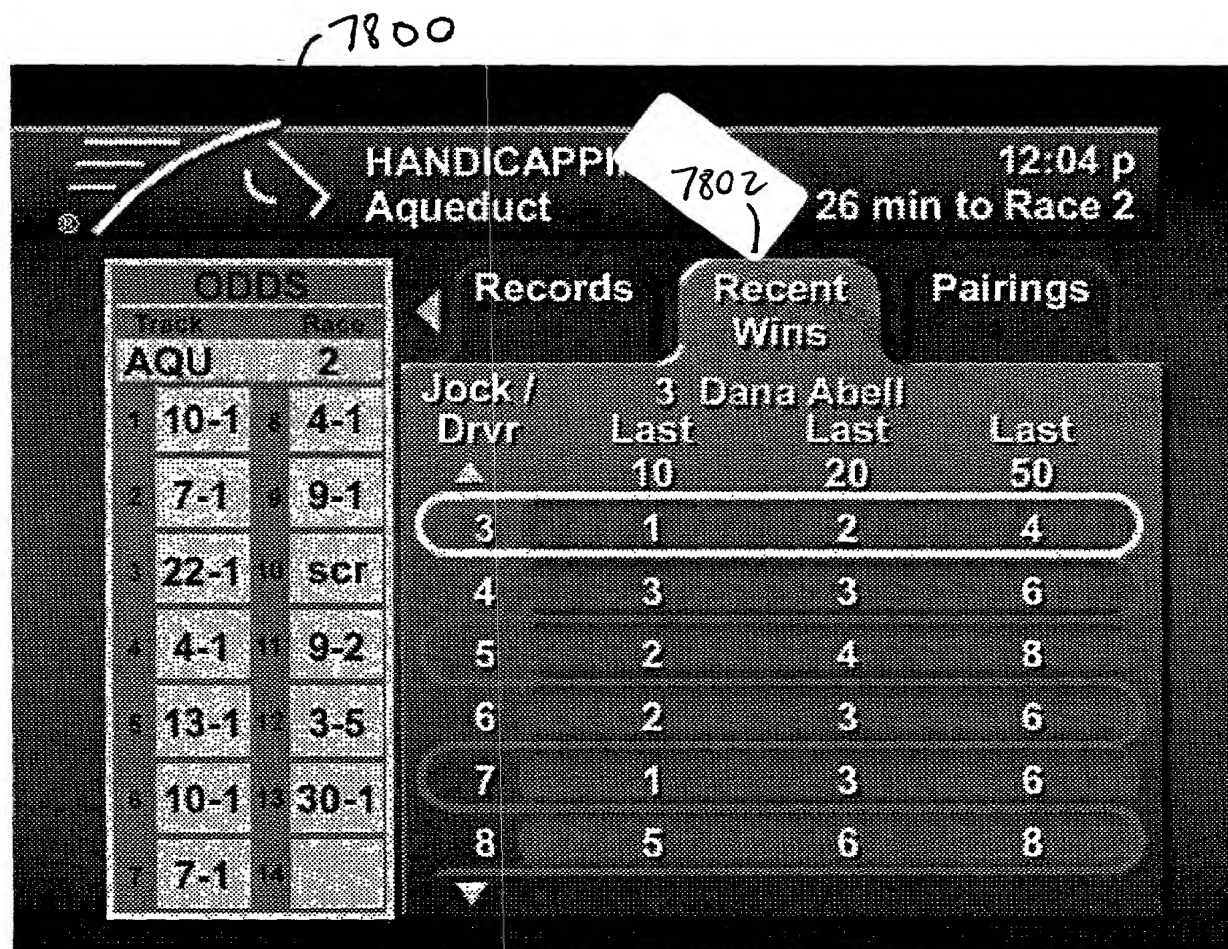 7800
HANDICAPPI
Aqueduct
7802
12:04 p
26 min to Race 2
®
ODDS
Track Race
AQU 2
1 10-1 8 4-1
2 7-1 9 9-1
3 22-1 10 scr
4 4-1 11 9-2
5 13-1 12 3-5
6 10-1 13 30-1
7 7-1 14
Records
Recent
Wins
Pairings
Jock / 3 Dana Abell
Drvr Last Last Last
10 20 50
3 1 2 4
4 3 3 6
5 2 4 8
6 2 3 6
7 1 3 6
8 5 6 8